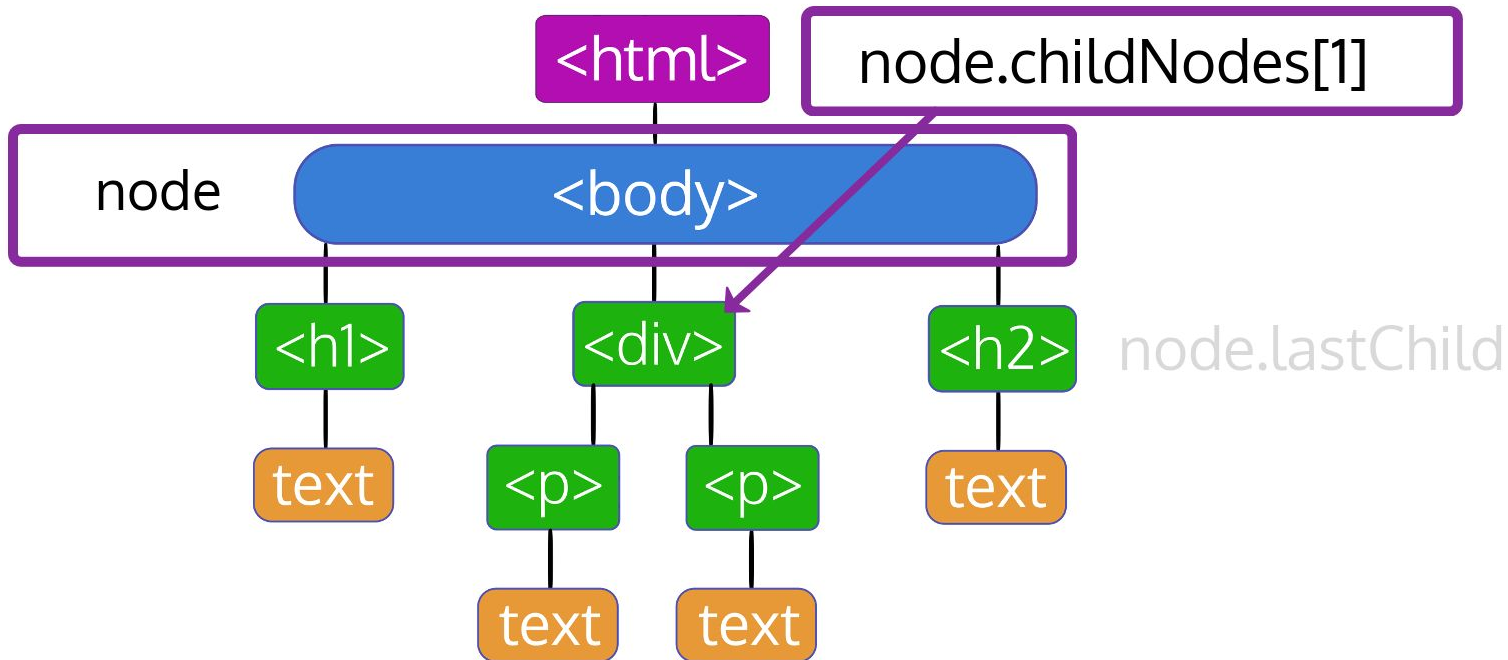 <html>
node.childNodes[1]
node
<body>
<h1>
<div>
<h2>
node.lastChild
text
<p>
<p>
text
text
text